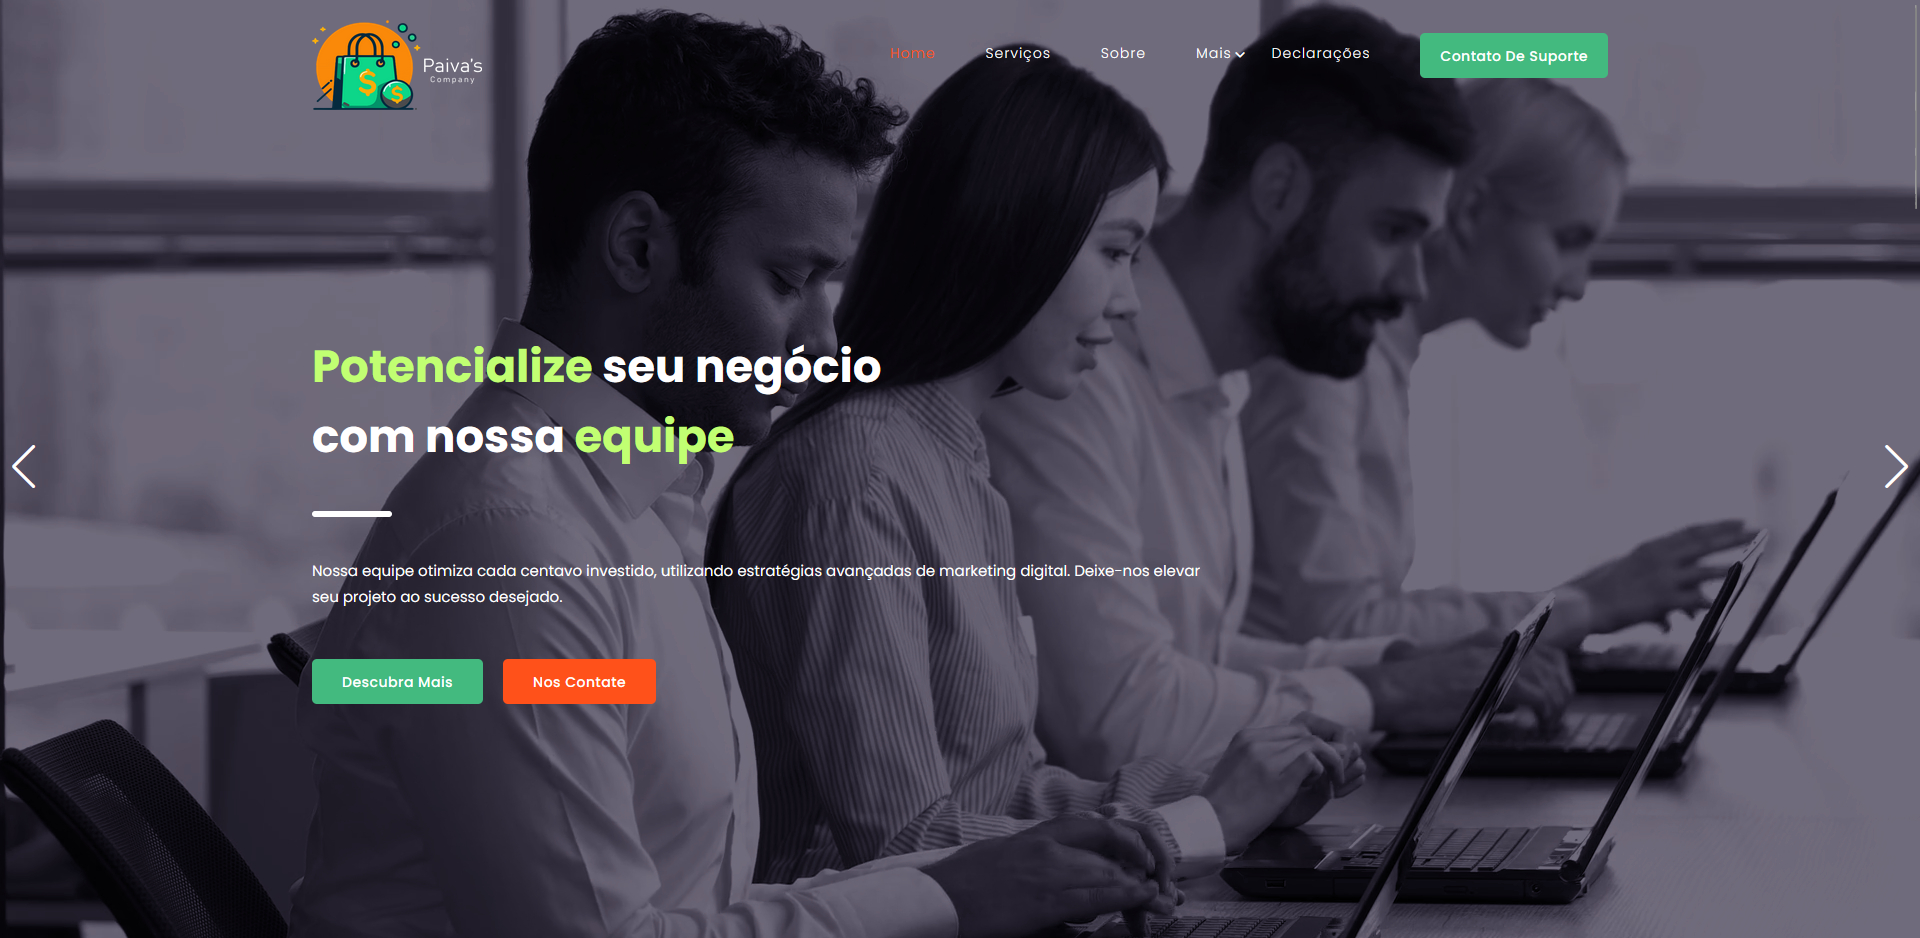 Paiva's
Company
Home
Serviços
Sobre
Mais
Declarações
Contato De Suporte
Potencialize seu negócio
com nossa equipe
Nossa equipe otimiza cada centavo investido, utilizando estratégias avançadas de marketing digital. Deixe-nos elevar
seu projeto ao sucesso desejado.
Descubra Mais
Nos Contate